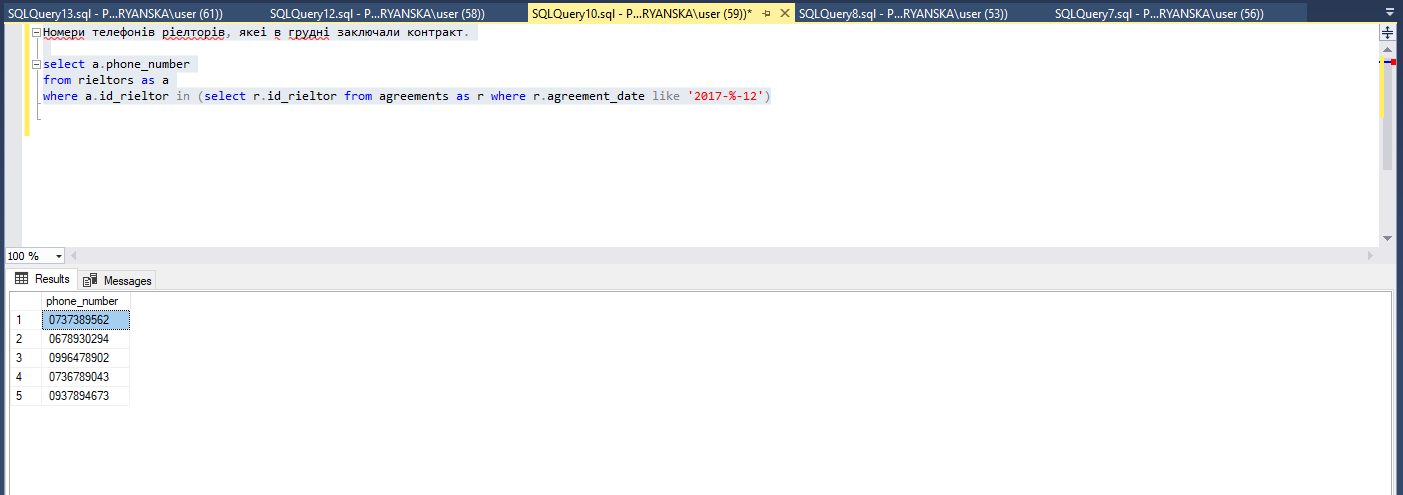 SQLQuery13.sql - P...RYANSKA\user (61)) SQLQuery12.sql - P...RYANSKA\user (58)) SQLQuery10.sql - P...RYANSKA\user (59))* SQLQuery8.sql - P...RYANSKA\user (53)) SQLQuery7.sql - P...RYANSKA\user (56))
Номери телефонів ріелторів, якеі в грудні заключали контракт.
select a.phone_number
from rieltors as a
where a.id_rieltor in (select r.id_rieltor from agreements as r where r.agreement_date like '2017-%-12')
100 %
Results Messages
phone_number
1 0737389562
2 0678930294
3 0996478902
4 0736789043
5 0937894673